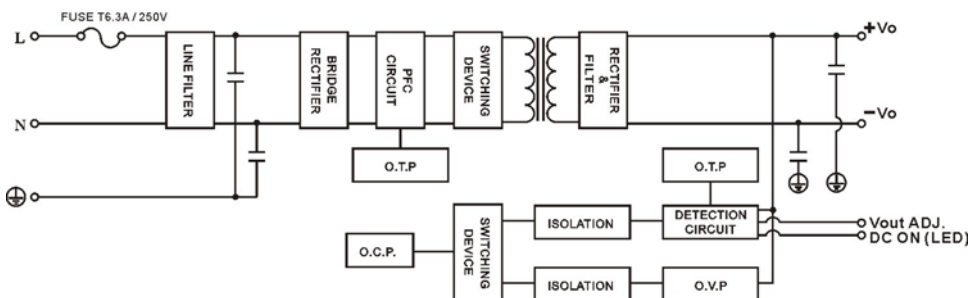 FUSE T6.3A / 250V
L
N
LINE FILTER
BRIDGE
RECTIFIER
PFC
CIRCUIT
SWITCHING
DEVICE
RECTIFIER
&
FILTER
+Vo
-Vo
O.T.P
O.T.P
O.C.P.
SWITCHING
DEVICE
ISOLATION
DETECTION
CIRCUIT
Vout ADJ.
DC ON (LED)
ISOLATION
O.V.P